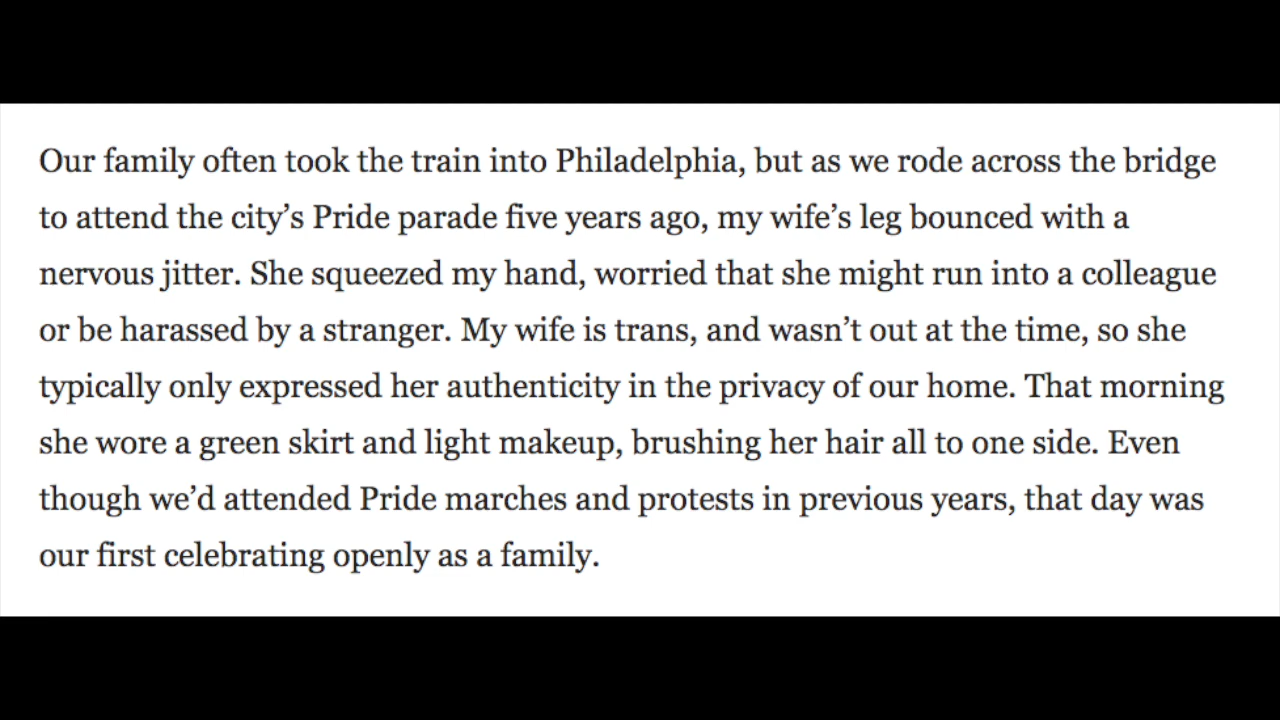 Our family often took the train into Philadelphia, but as we rode across the bridge
to attend the city’s Pride parade five years ago, my wife’s leg bounced with a
nervous jitter. She squeezed my hand, worried that she might run into a colleague
or be harassed by a stranger. My wife is trans, and wasn’t out at the time, so she
typically only expressed her authenticity in the privacy of our home. That morning
she wore a green skirt and light makeup, brushing her hair all to one side. Even
though we’d attended Pride marches and protests in previous years, that day was
our first celebrating openly as a family.